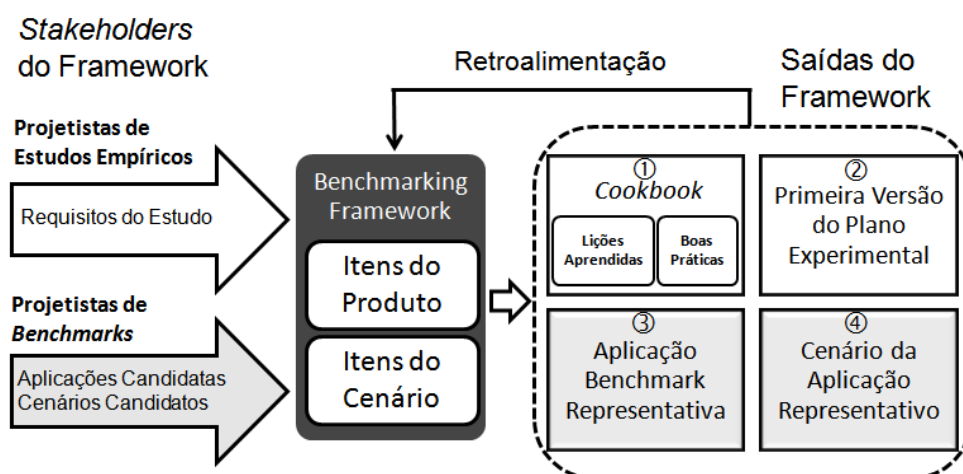 Stakeholders
do Framework
Projetistas de
Estudos Empíricos
Requisitos do Estudo
Projetistas de
Benchmarks
Aplicações Candidatas
Cenários Candidatos
Benchmarking
Framework
Itens do
Produto
Itens do
Cenário
Retroalimentação
Saídas do
Framework
①
Cookbook
Lições
Aprendidas
Boas
Práticas
②
Primeira Versão
do Plano
Experimental
③
Aplicação
Benchmark
Representativa
④
Cenário da
Aplicação
Representativo